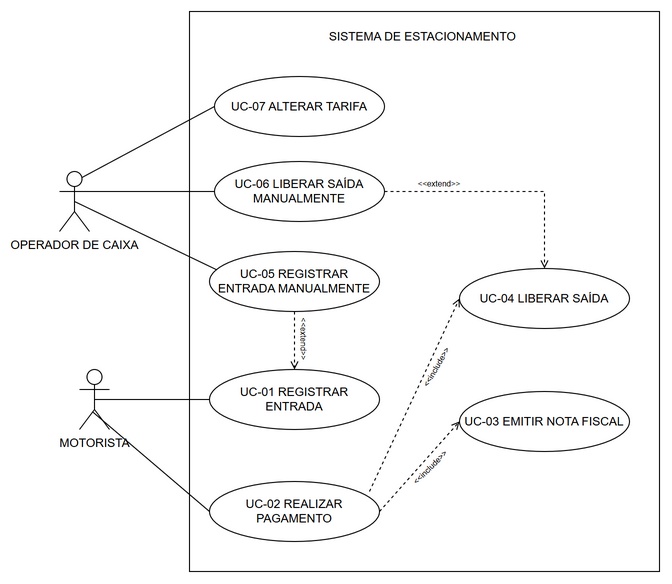 SISTEMA DE ESTACIONAMENTO
UC-07 ALTERAR TARIFA
UC-06 LIBERAR SAÍDA
MANUALMENTE
<<extend>>
OPERADOR DE CAIXA
UC-05 REGISTRAR
ENTRADA MANUALMENTE
UC-04 LIBERAR SAÍDA
<<extend>>
UC-01 REGISTRAR
ENTRADA
<<include>>
MOTORISTA
UC-03 EMITIR NOTA FISCAL
<<include>>
UC-02 REALIZAR
PAGAMENTO